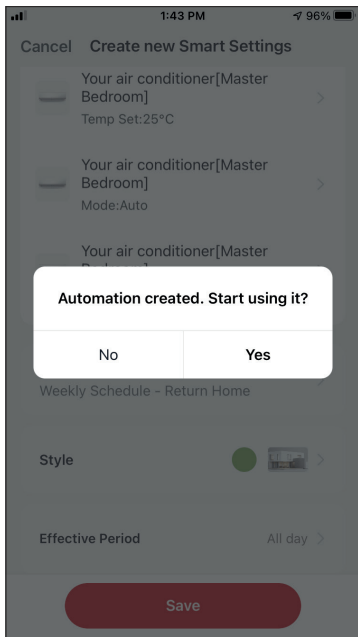 1:43 PM
96%
Cancel Create new Smart Settings
Your air conditioner[Master
Bedroom]
Temp Set:25°C
Your air conditioner[Master
Bedroom]
Mode:Auto
Your air conditioner[Master
Automation created. Start using it?
No Yes
Weekly Schedule - Return Home
Style
Effective Period All day
Save